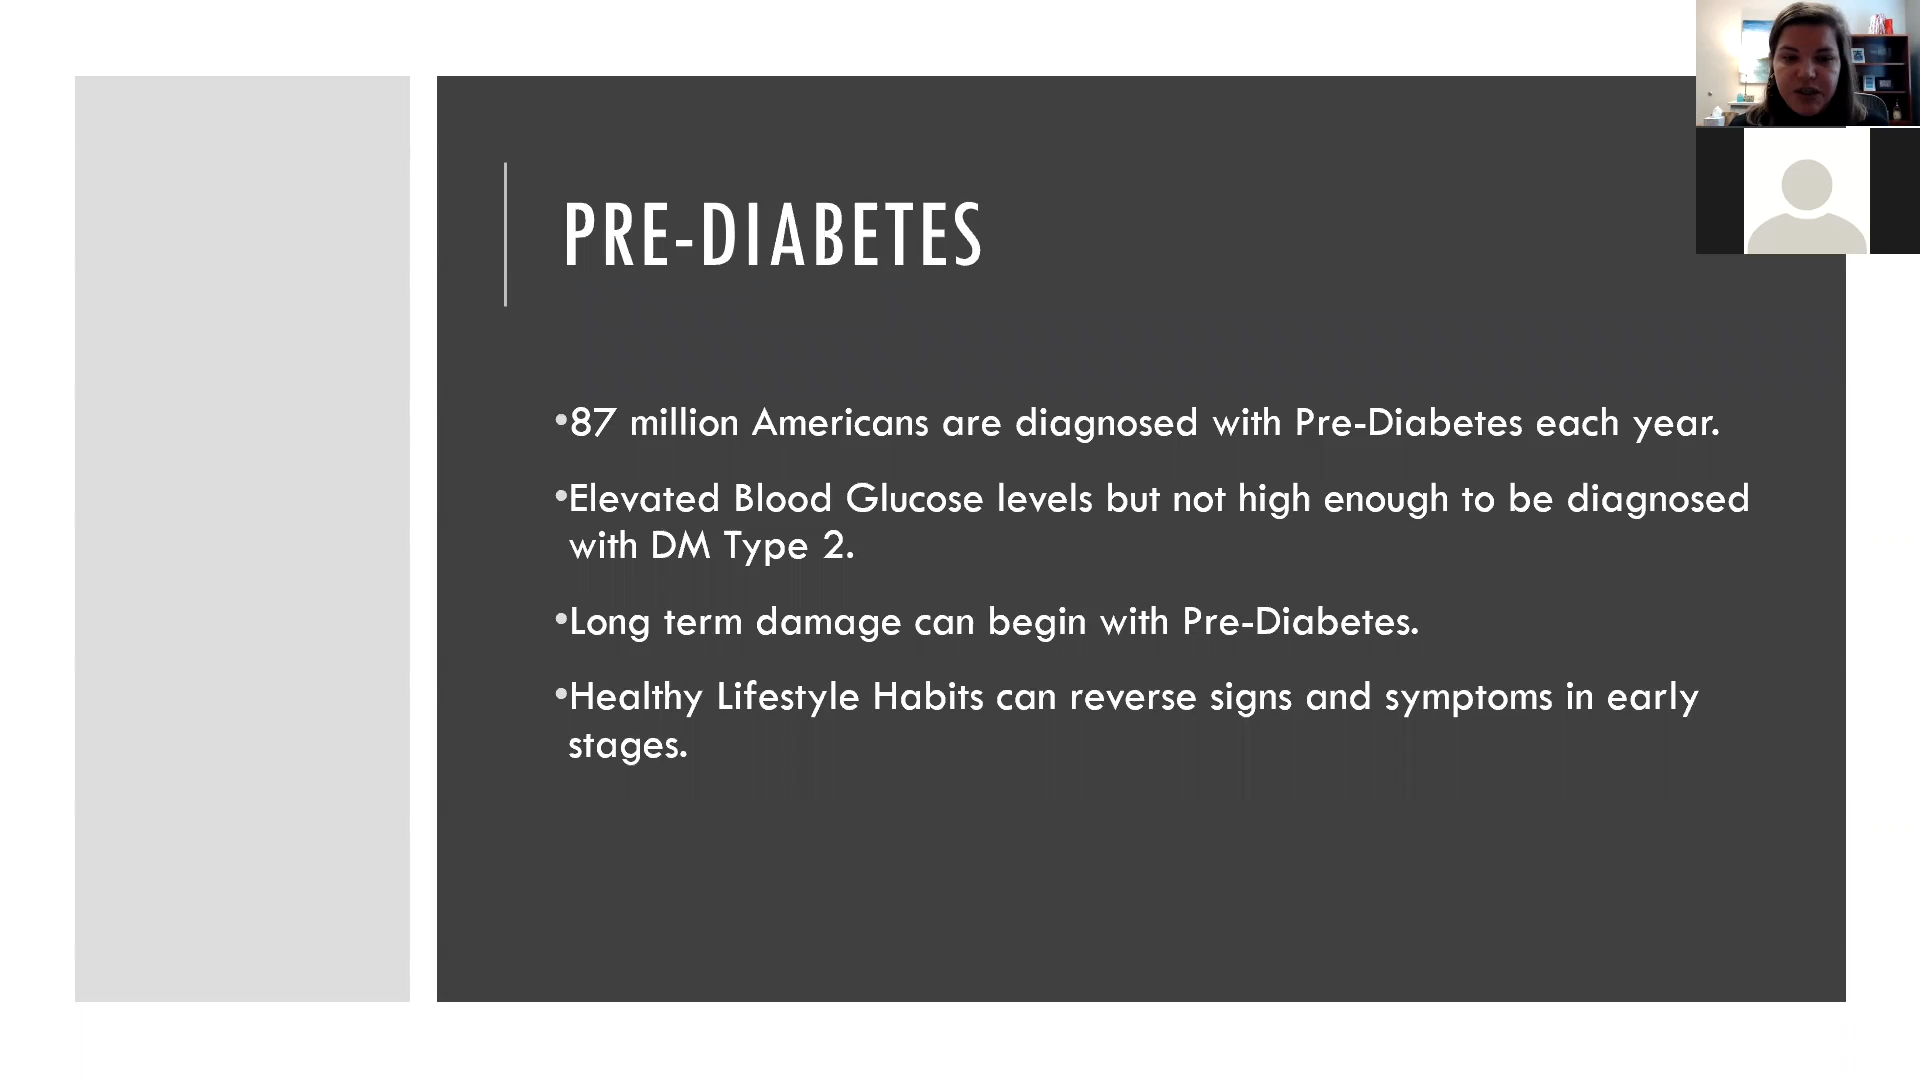 PRE-DIABETES
•87 million Americans are diagnosed with Pre-Diabetes each year.
•Elevated Blood Glucose levels but not high enough to be diagnosed
with DM Type 2.
•Long term damage can begin with Pre-Diabetes.
•Healthy Lifestyle Habits can reverse signs and symptoms in early
stages.